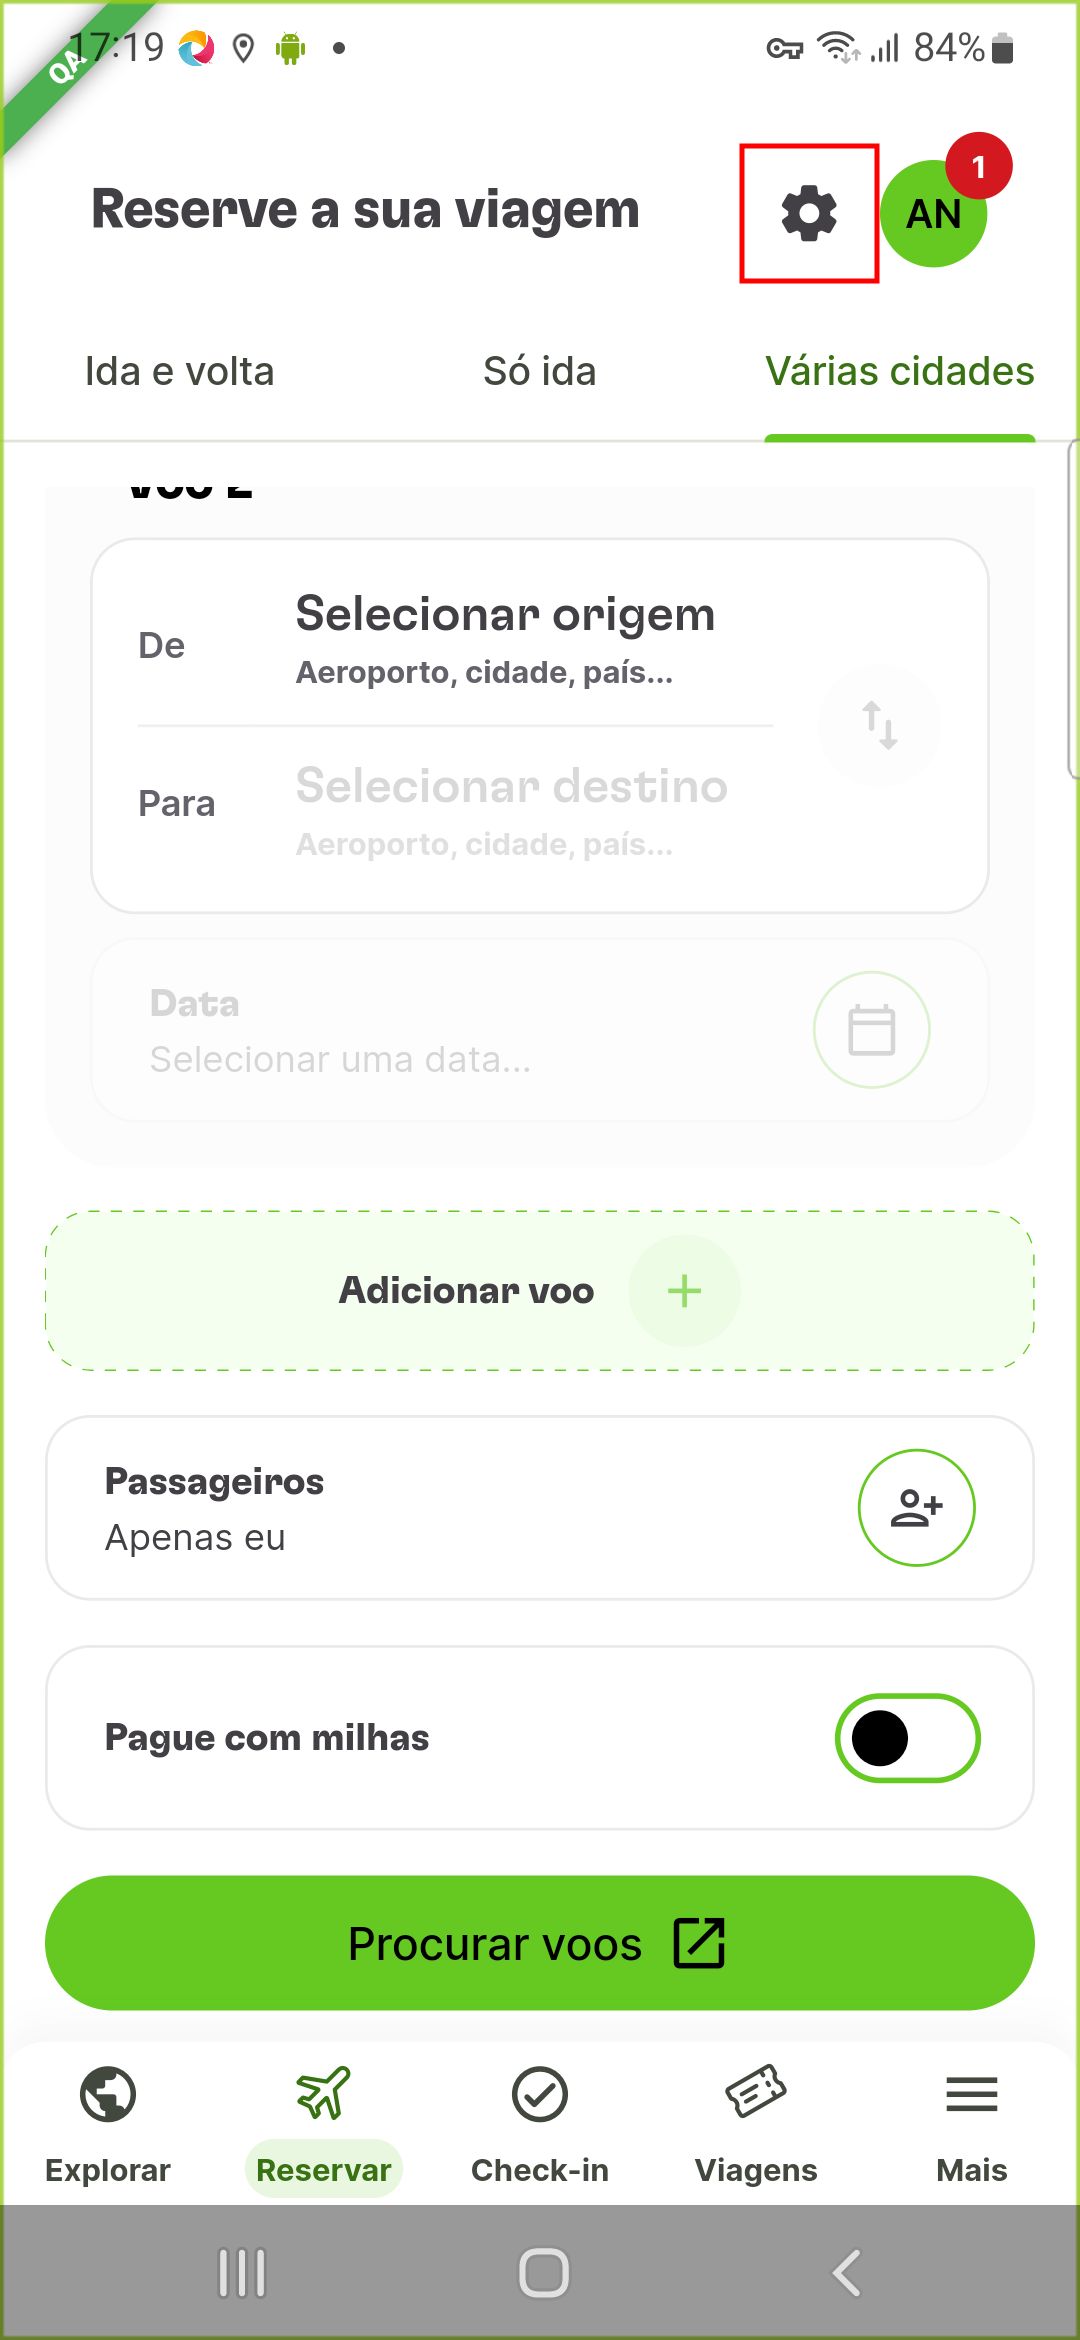 17:19
84%
QA
Reserve a sua viagem
AN
1
Ida e volta
Só ida
Várias cidades
De
Selecionar origem
Aeroporto, cidade, país...
Para
Selecionar destino
Aeroporto, cidade, país...
Data
Selecionar uma data...
Adicionar voo
Passageiros
Apenas eu
Pague com milhas
Procurar voos
Explorar
Reservar
Check-in
Viagens
Mais